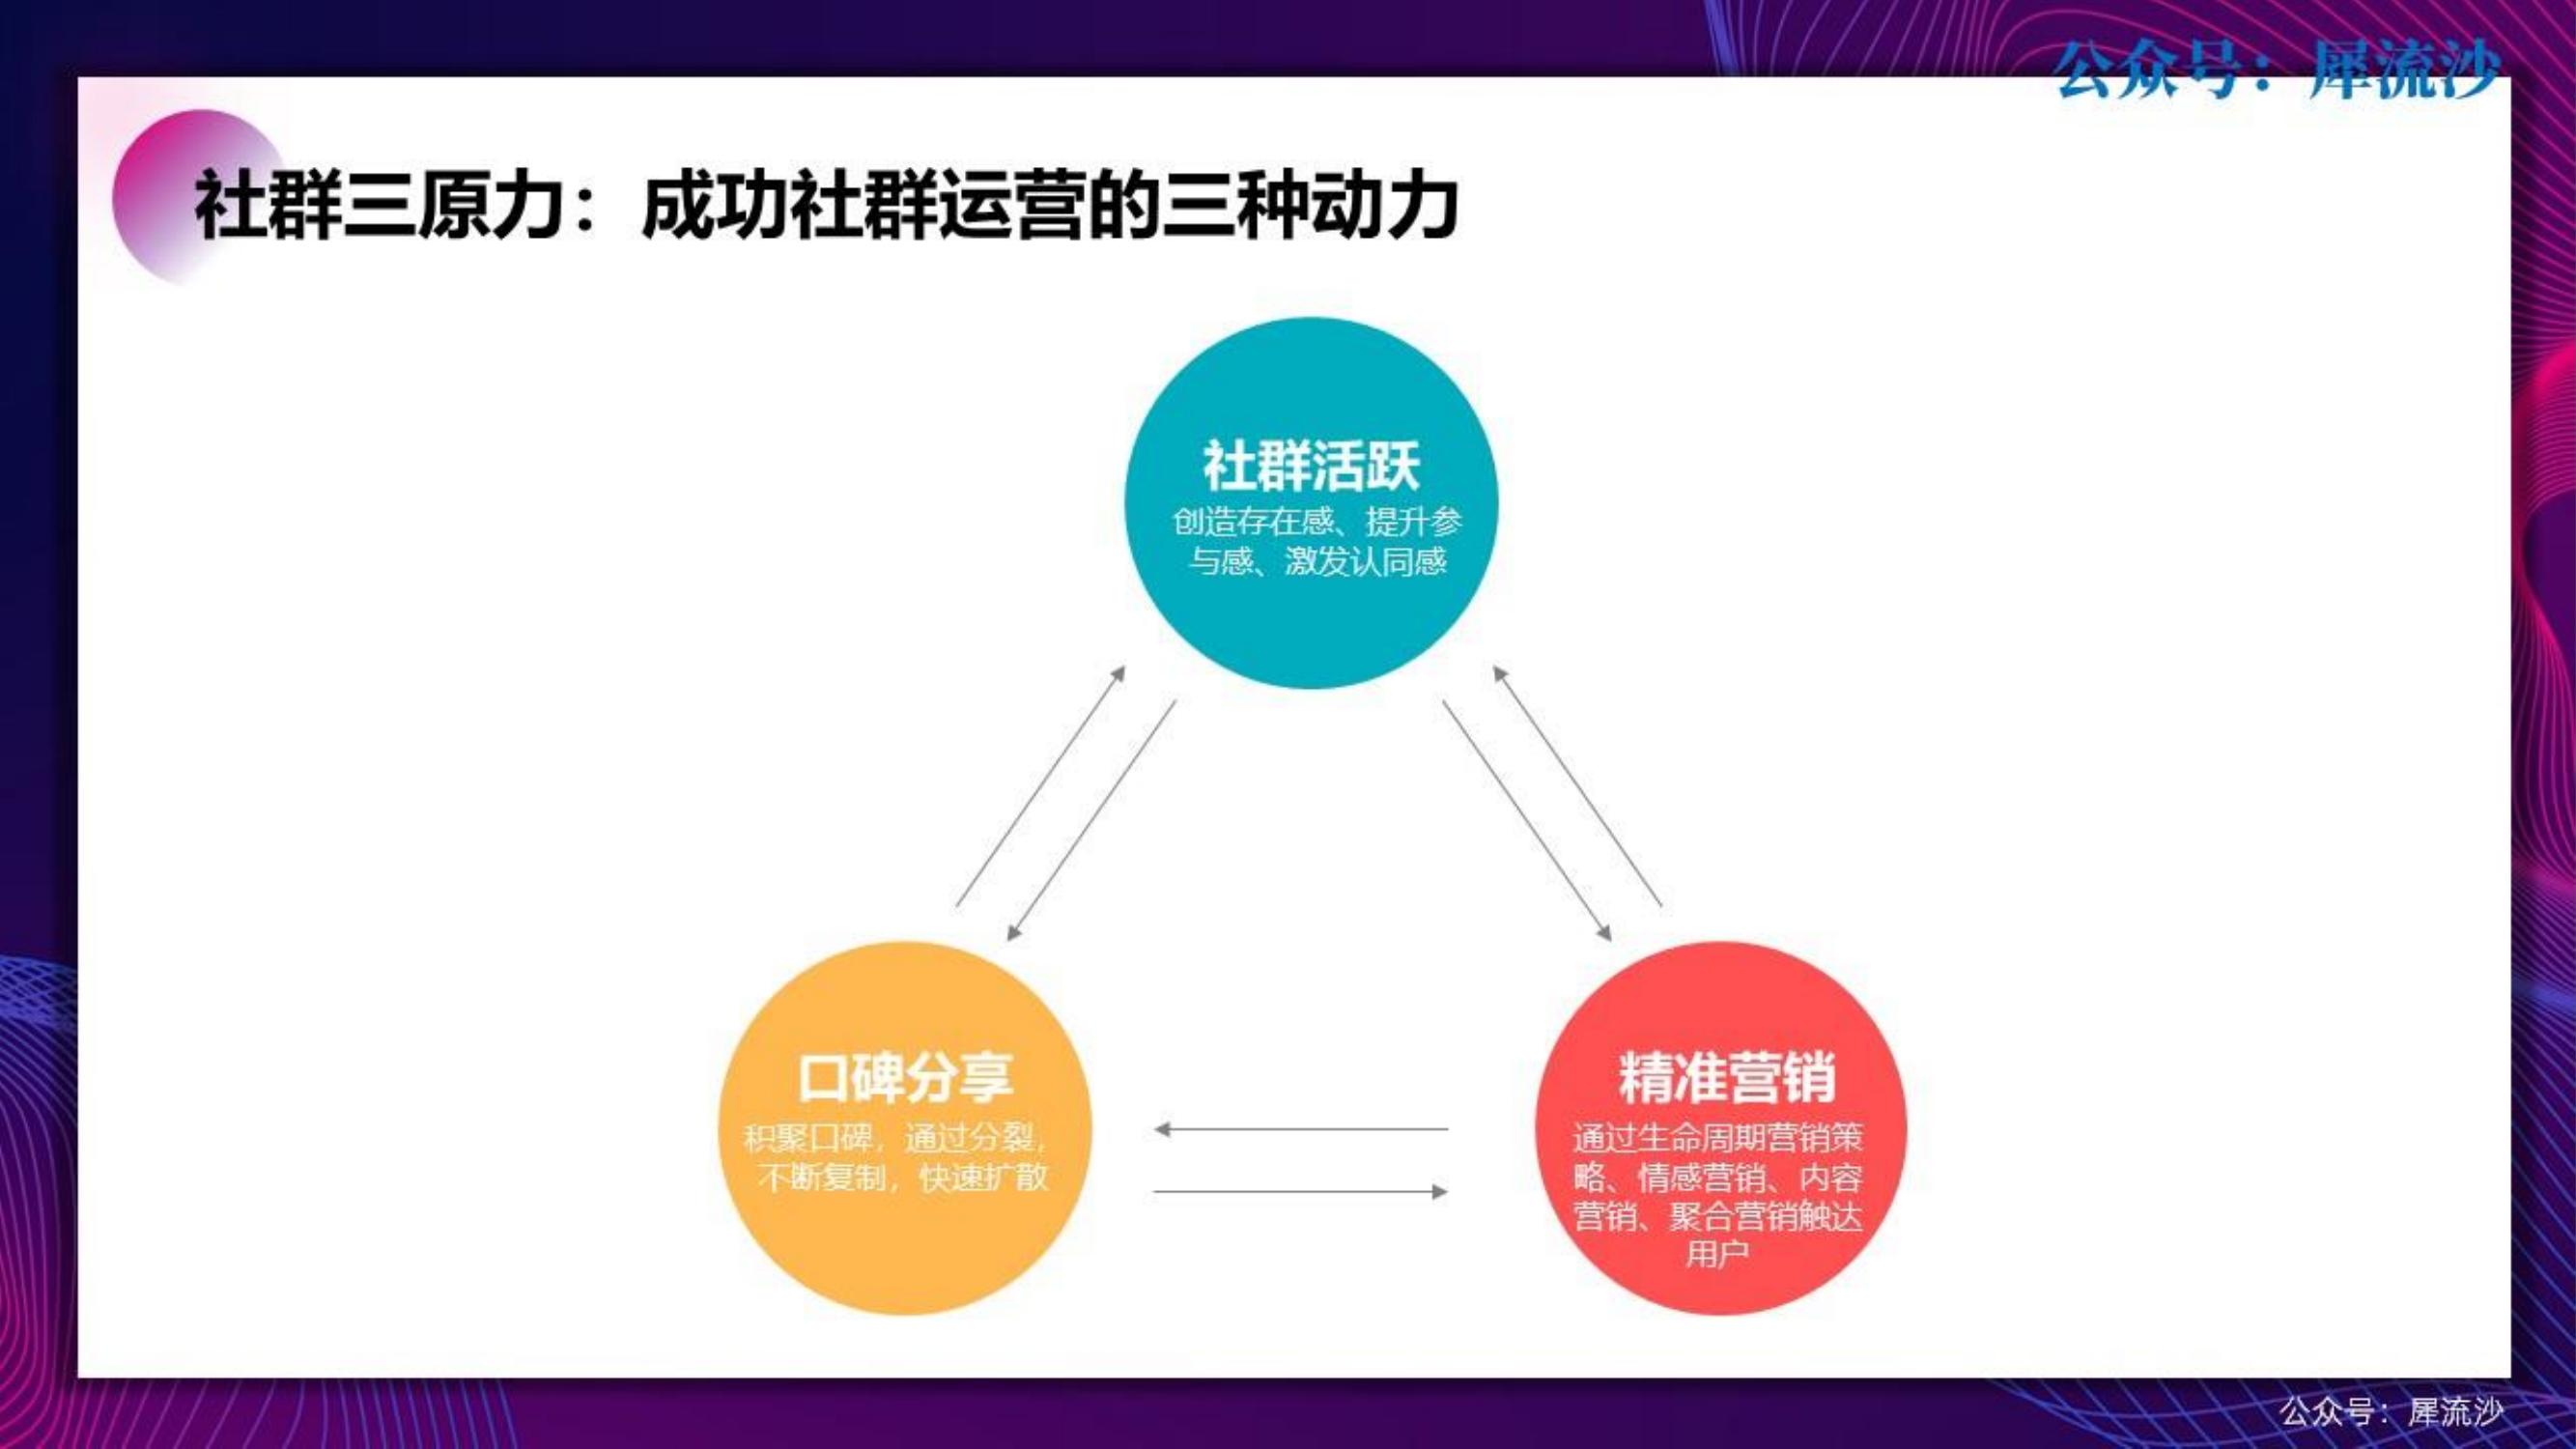 公众号：犀流沙
社群三原力：成功社群运营的三种动力
社群活跃
创造存在感、提升参
与感、激发认同感
口碑分享
积聚口碑，通过分裂，
不断复制，快速扩散
精准营销
通过生命周期营销策
略、情感营销、内容
营销、聚合营销触达
用户
公众号：犀流沙